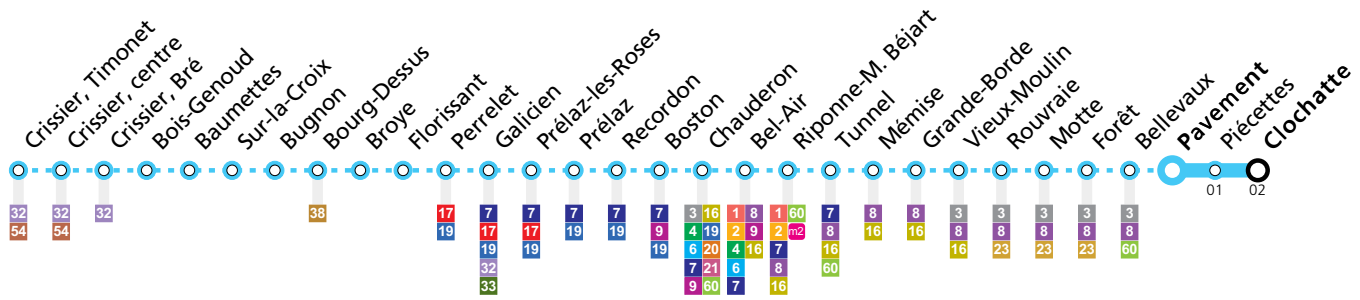 Crissier, Timonet
Crissier, centre
Crissier, Bré
Bois-Genoud
Baumettes
Sur-la-Croix
Bugnon
Bourg-Dessus
Broye
Florissant
Perrelet
Galicien
Prélaz-les-Roses
Prélaz
Recordon
Boston
Chauderon
Bel-Air
Riponne-M. Béjart
Tunnel
Mémise
Grande-Borde
Vieux-Moulin
Rouvraie
Motte
Forêt
Bellevaux
Pavement
Piécettes
Clochatte
01 02
32 32 32 38 17 7 7 7 7 7 3 16 1 8 1 60 7 8 8 3 3 3 3 3
54 54 19 17 17 19 19 9 4 19 2 9 2 m2 8 16 16 8 8 8 8 8
19 19 19 6 20 4 16 7 16 16 23 23 23 60
32 7 21 6 8 60
33 9 60 7 16